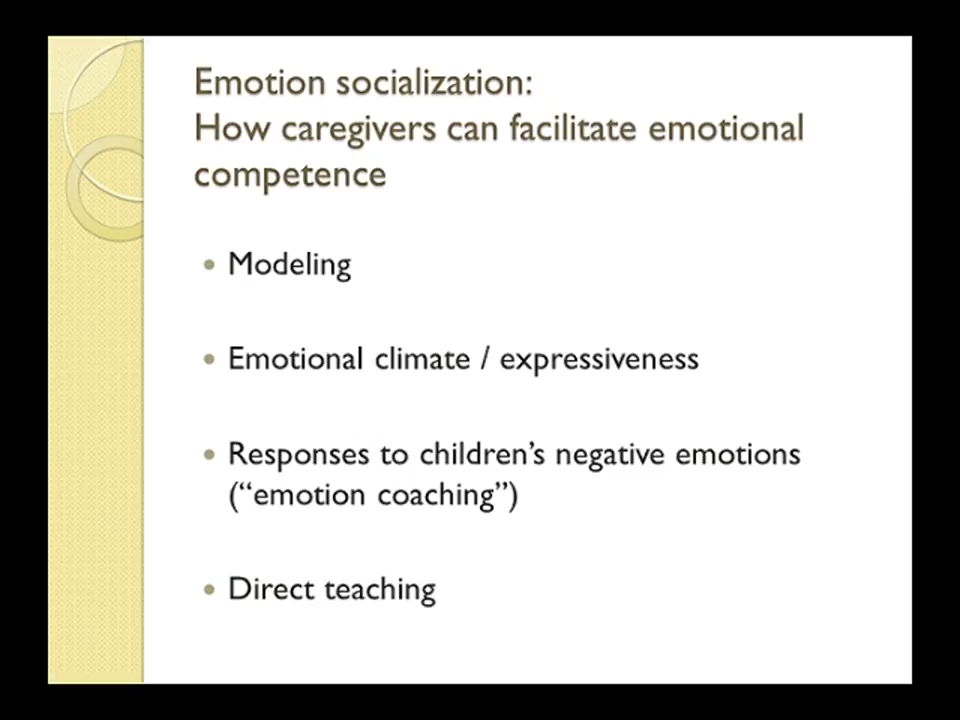 Emotion socialization:
How caregivers can facilitate emotional
competence
• Modeling
• Emotional climate / expressiveness
• Responses to children’s negative emotions
(“emotion coaching”)
• Direct teaching